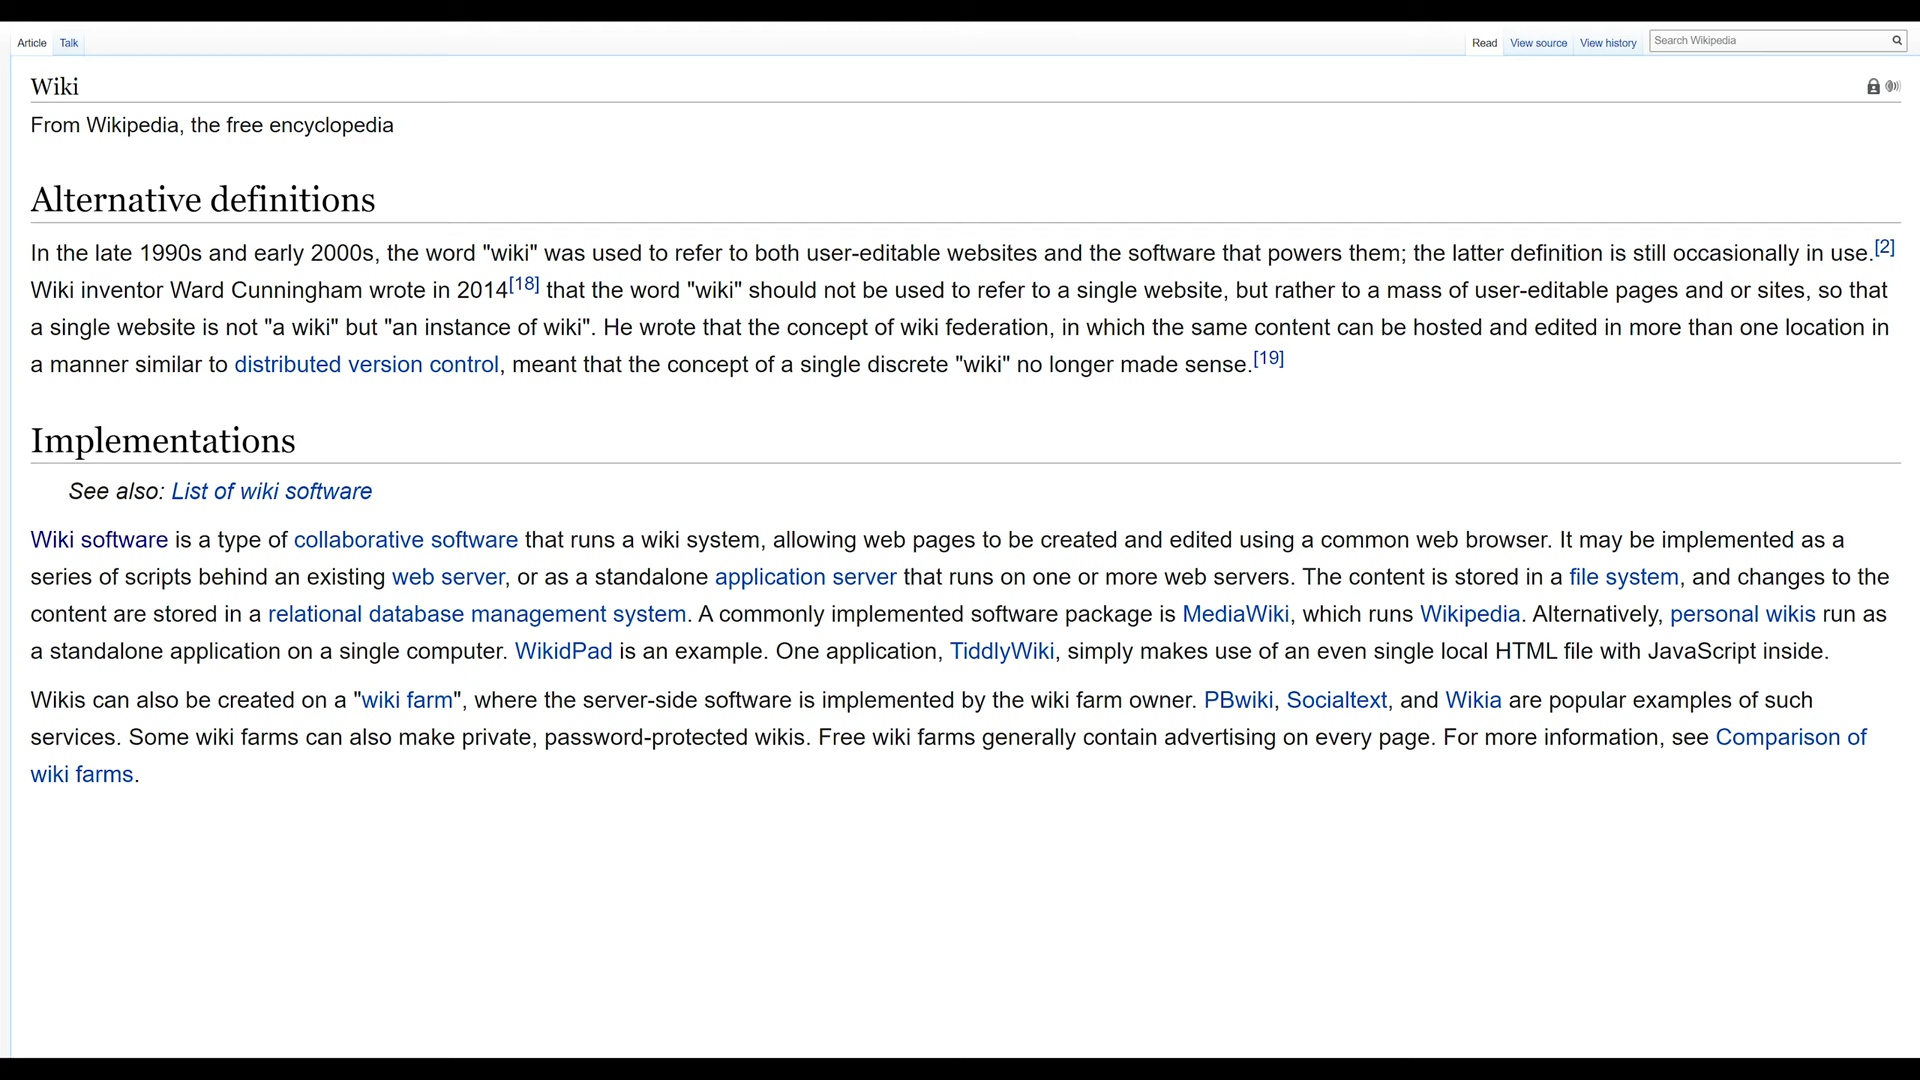 Article Talk Read View source View history Search Wikipedia
Wiki
From Wikipedia, the free encyclopedia
Alternative definitions
In the late 1990s and early 2000s, the word "wiki" was used to refer to both user-editable websites and the software that powers them; the latter definition is still occasionally in use.[2]
Wiki inventor Ward Cunningham wrote in 2014[18] that the word "wiki" should not be used to refer to a single website, but rather to a mass of user-editable pages and or sites, so that
a single website is not "a wiki" but "an instance of wiki". He wrote that the concept of wiki federation, in which the same content can be hosted and edited in more than one location in
a manner similar to distributed version control, meant that the concept of a single discrete "wiki" no longer made sense.[19]
Implementations
See also: List of wiki software
Wiki software is a type of collaborative software that runs a wiki system, allowing web pages to be created and edited using a common web browser. It may be implemented as a
series of scripts behind an existing web server, or as a standalone application server that runs on one or more web servers. The content is stored in a file system, and changes to the
content are stored in a relational database management system. A commonly implemented software package is MediaWiki, which runs Wikipedia. Alternatively, personal wikis run as
a standalone application on a single computer. WikidPad is an example. One application, TiddlyWiki, simply makes use of an even single local HTML file with JavaScript inside.
Wikis can also be created on a "wiki farm", where the server-side software is implemented by the wiki farm owner. PBwiki, Socialtext, and Wikia are popular examples of such
services. Some wiki farms can also make private, password-protected wikis. Free wiki farms generally contain advertising on every page. For more information, see Comparison of
wiki farms.